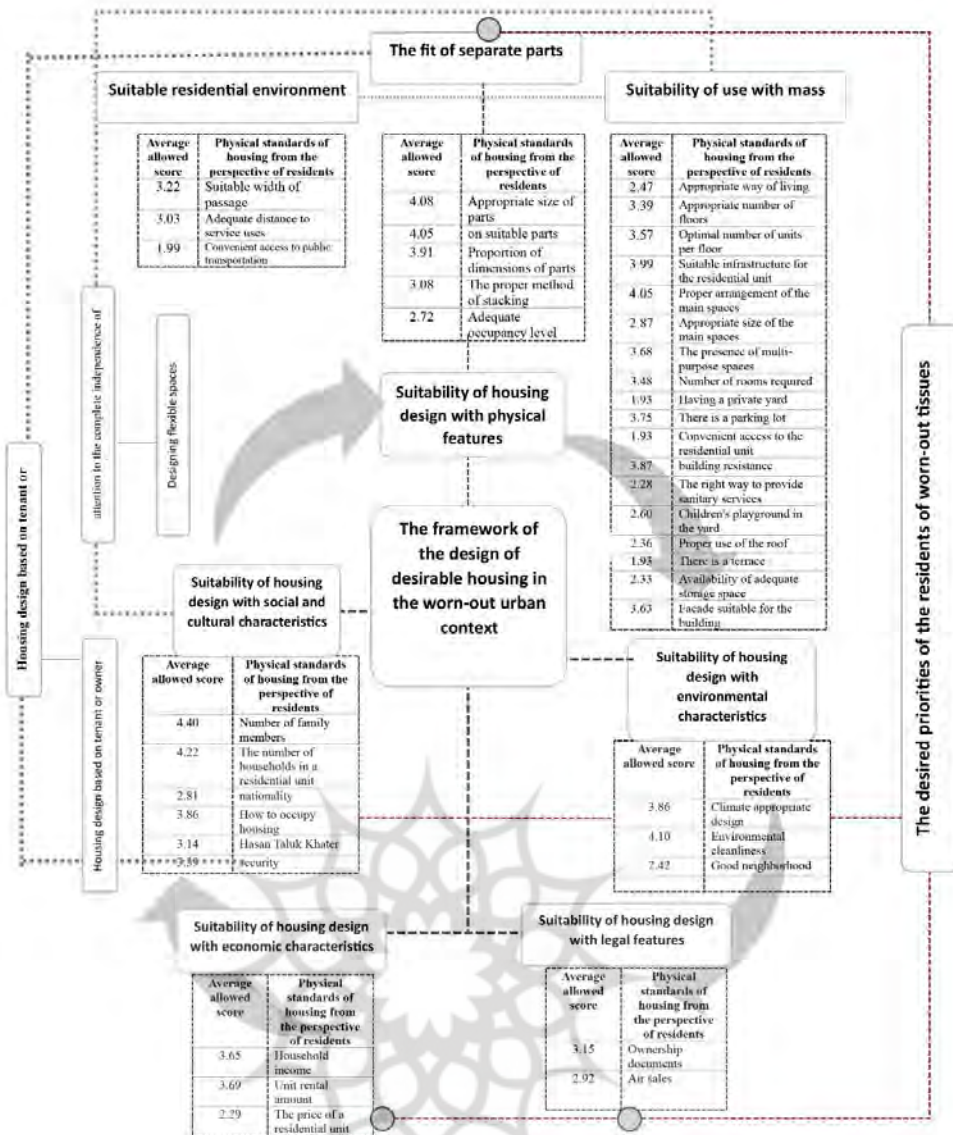 The fit of separate parts
Suitable residential environment
Suitability of use with mass
Average allowed score
Physical standards of housing from the perspective of residents
3.22 Suitable width of passage
3.03 Adequate distance to service uses
1.99 Convenient access to public transportation
Average allowed score
Physical standards of housing from the perspective of residents
4.08 Appropriate size of parts
4.05 on suitable parts
3.91 Proportion of dimensions of parts
3.08 The proper method of stacking
2.72 Adequate occupancy level
Average allowed score
Physical standards of housing from the perspective of residents
2.47 Appropriate way of living
3.39 Appropriate number of floors
3.57 Optimal number of units per floor
3.99 Suitable infrastructure for the residential unit
4.05 Proper arrangement of the main spaces
2.87 Appropriate size of the main spaces
3.68 The presence of multi-purpose spaces
3.48 Number of rooms required
1.93 Having a private yard
3.75 There is a parking lot
1.93 Convenient access to the residential unit
3.87 building resistance
2.28 The right way to provide sanitary services
2.60 Children's playground in the yard
2.36 Proper use of the roof
1.93 There is a terrace
2.33 Availability of adequate storage space
3.63 Facade suitable for the building
attention to the complete independence of
Designing flexible spaces
Housing design based on tenant or
Housing design based on tenant or owner
Suitability of housing design with physical features
The framework of the design of desirable housing in the worn-out urban context
Suitability of housing design with social and cultural characteristics
Average allowed score
Physical standards of housing from the perspective of residents
4.40 Number of family members
4.22 The number of households in a residential unit
2.81 nationality
3.86 How to occupy housing
3.14 Hasan Taluk Khater
3.39 security
Suitability of housing design with environmental characteristics
Average allowed score
Physical standards of housing from the perspective of residents
3.86 Climate appropriate design
4.10 Environmental cleanliness
2.42 Good neighborhood
The desired priorities of the residents of worn-out tissues
Suitability of housing design with economic characteristics
Average allowed score
Physical standards of housing from the perspective of residents
3.65 Household income
3.69 Unit rental amount
2.29 The price of a residential unit
Suitability of housing design with legal features
Average allowed score
Physical standards of housing from the perspective of residents
3.15 Ownership documents
2.92 Air sales